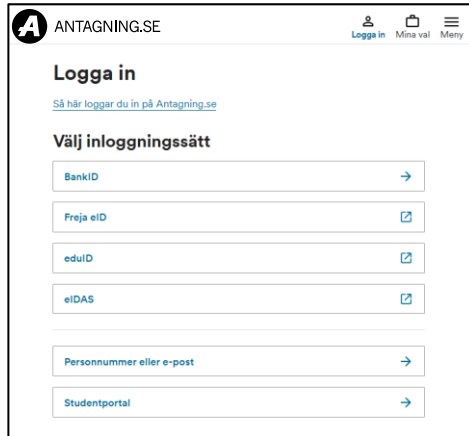 ANTAGNING.SE
Logga in Mina val Meny
Logga in
Så här loggar du in på Antagning.se
Välj inloggningssätt
BankID
Freja eID
eduID
eIDAS
Personnummer eller e-post
Studentportal